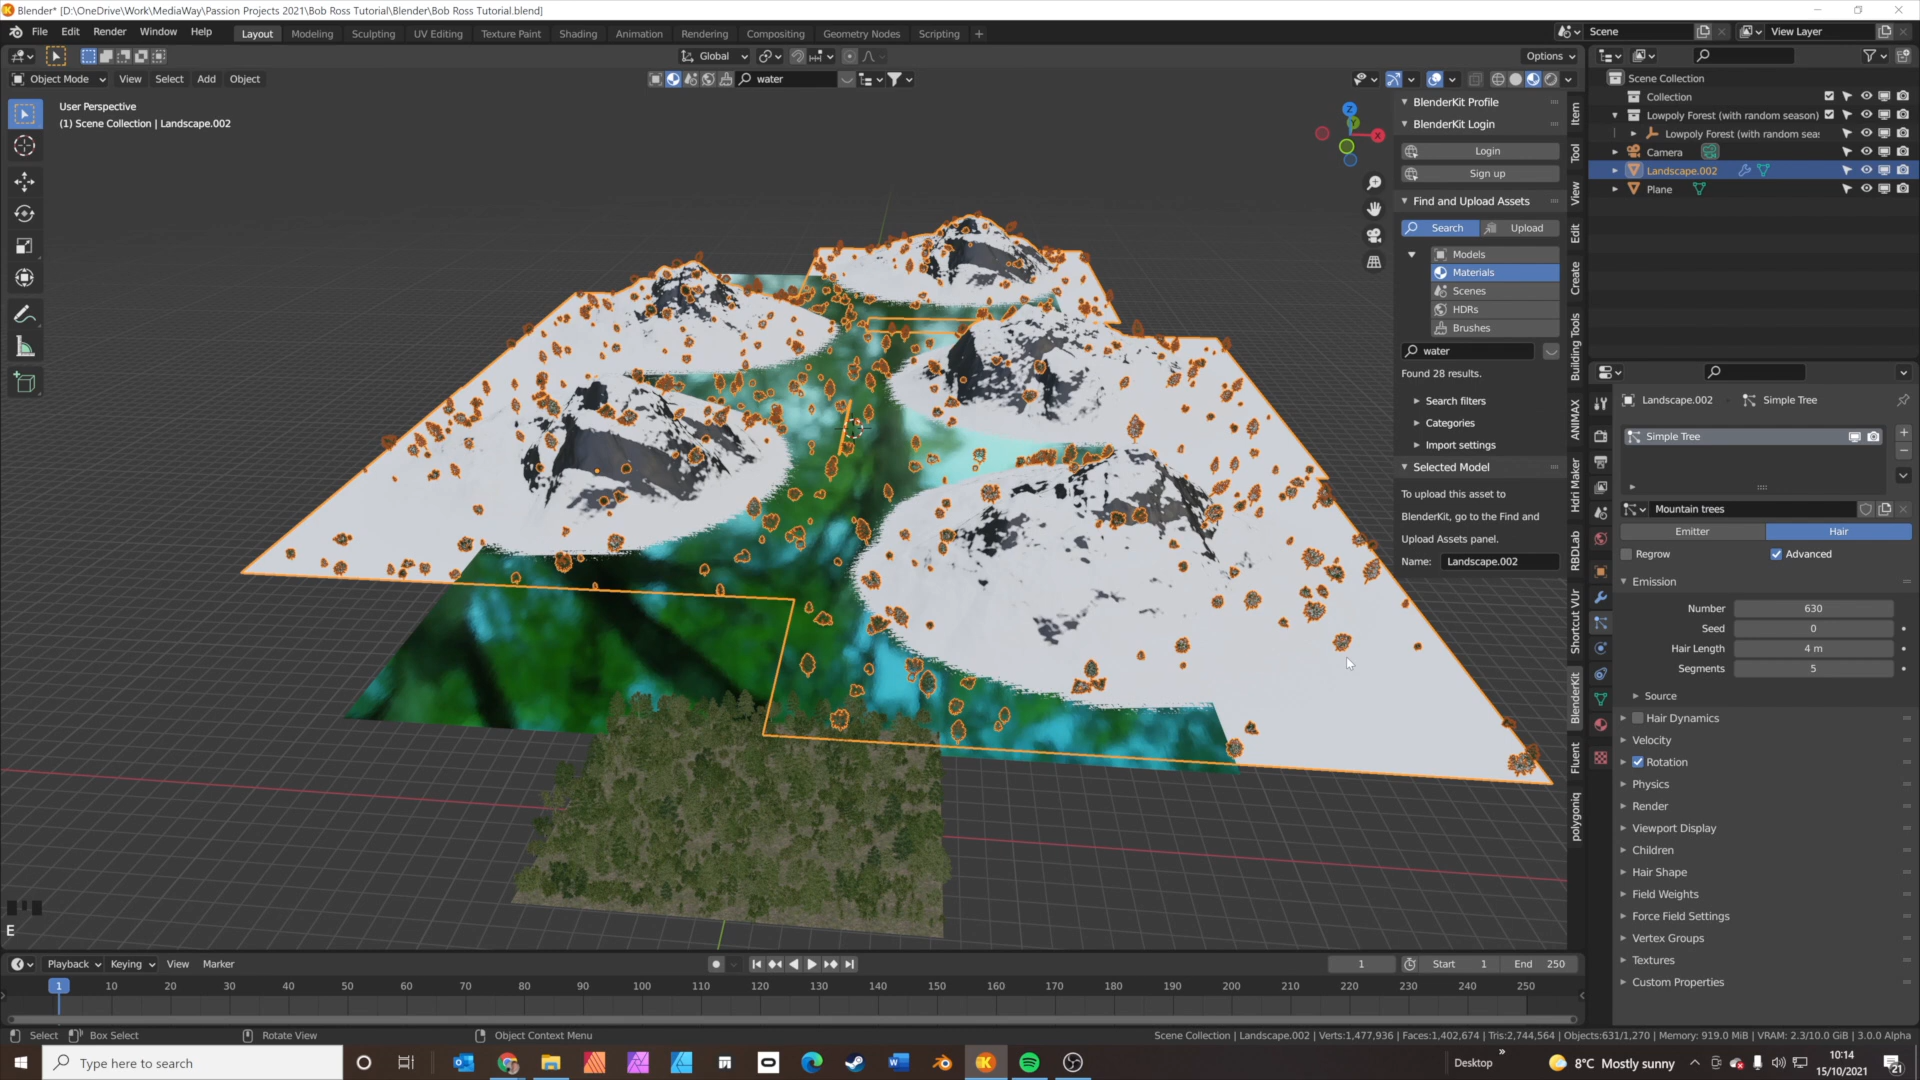 Blender* [D:\OneDrive\Work\MediaWay\Passion Projects 2021\Bob Ross Tutorial\Blender\Bob Ross Tutorial.blend]
File Edit Render Window Help
Layout Modeling Sculpting UV Editing Texture Paint Shading Animation Rendering Compositing Geometry Nodes Scripting +
Scene
View Layer
Global
Options
Object Mode View Select Add Object
water
User Perspective
(1) Scene Collection | Landscape.002
Z
Y
X
BlenderKit Profile
BlenderKit Login
Login
Sign up
Find and Upload Assets
Search Upload
Models
Materials
Scenes
HDRs
Brushes
water
Found 28 results.
Search filters
Categories
Import settings
Selected Model
To upload this asset to
BlenderKit, go to the Find and
Upload Assets panel.
Name: Landscape.002
Item
Tool
View
Edit
Create
Building Tools
ANIMAX
Hdri Maker
RBDLab
Shortcut VUr
BlenderKit
Fluent
polygoniq
Scene Collection
Collection
Lowpoly Forest (with random season)
Lowpoly Forest (with random sea:
Camera
Landscape.002
Plane
Landscape.002 Simple Tree
Simple Tree
Mountain trees
Emitter Hair
Regrow Advanced
Emission
Number 630
Seed 0
Hair Length 4 m
Segments 5
Source
Hair Dynamics
Velocity
Rotation
Physics
Render
Viewport Display
Children
Hair Shape
Field Weights
Force Field Settings
Vertex Groups
Textures
Custom Properties
E
Playback Keying View Marker
1 Start 1 End 250
1 10 20 30 40 50 60 70 80 90 100 110 120 130 140 150 160 170 180 190 200 210 220 230 240 250
Select Box Select Rotate View Object Context Menu
Scene Collection | Landscape.002 | Verts:1,477,936 | Faces:1,402,674 | Tris:2,744,564 | Objects:631/1,270 | Memory: 919.0 MiB | VRAM: 2.3/10.0 GiB | 3.0.0 Alpha
Type here to search
Desktop
8°C Mostly sunny
10:14
15/10/2021
21